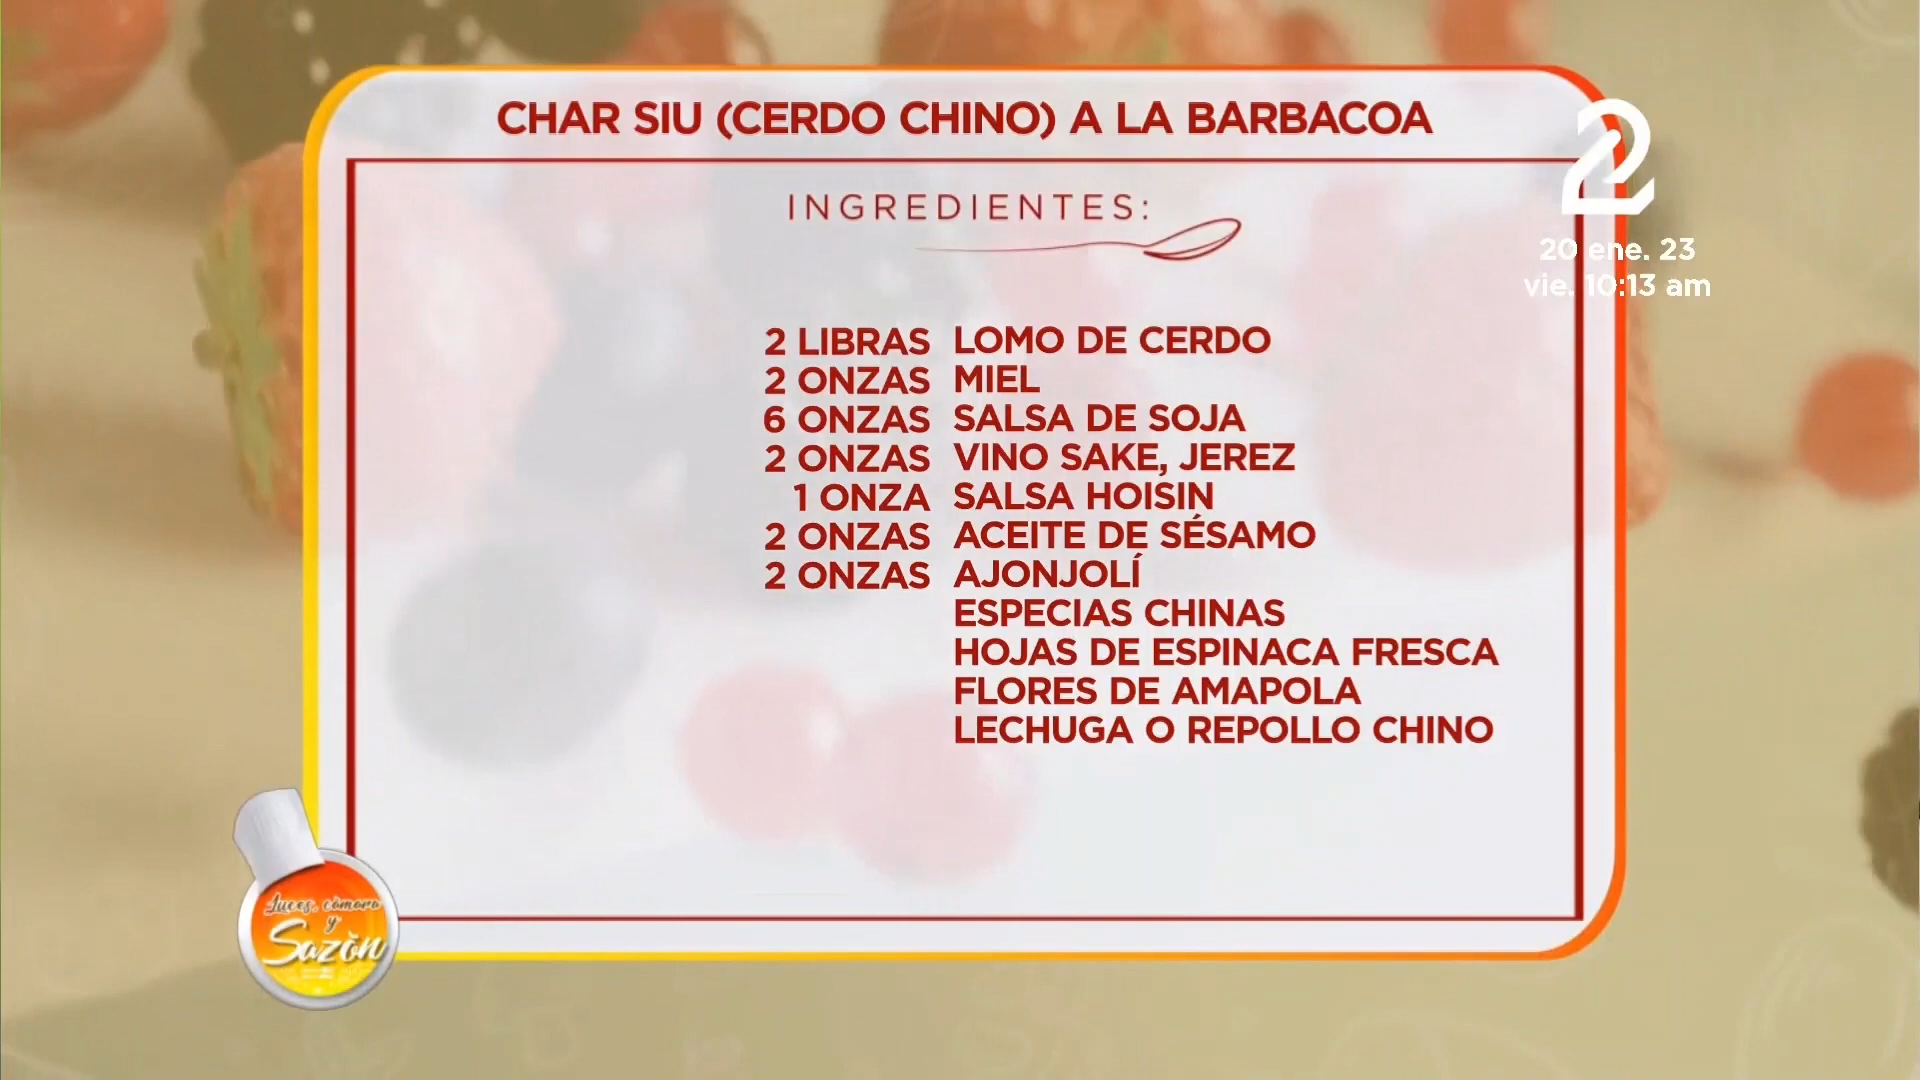 CHAR SIU (CERDO CHINO) A LA BARBACOA
2
20 ene. 23
vie. 10:13 am
INGREDIENTES:
2 LIBRAS LOMO DE CERDO
2 ONZAS MIEL
6 ONZAS SALSA DE SOJA
2 ONZAS VINO SAKE, JEREZ
1 ONZA SALSA HOISIN
2 ONZAS ACEITE DE SÉSAMO
2 ONZAS AJONJOLÍ
ESPECIAS CHINAS
HOJAS DE ESPINACA FRESCA
FLORES DE AMAPOLA
LECHUGA O REPOLLO CHINO
Luces, cámara
y
Sazòn